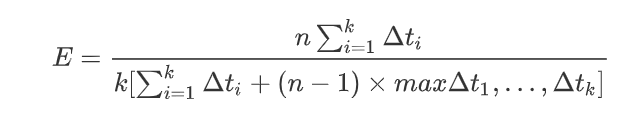 E = \frac{n \sum_{i=1}^{k} \Delta t_i}{k[\sum_{i=1}^{k} \Delta t_i + (n - 1) \times max\Delta t_1, \ldots, \Delta t_k]}